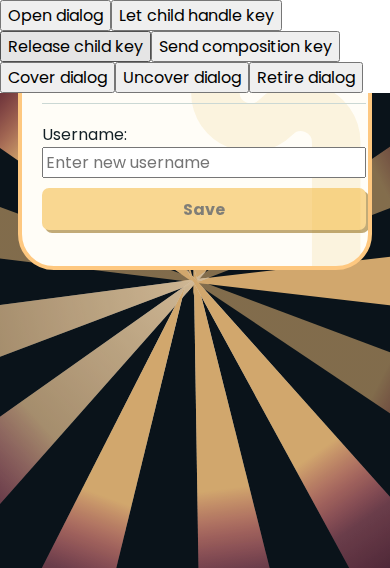 Open dialog Let child handle key
Release child key Send composition key
Cover dialog Uncover dialog Retire dialog
Username:
Enter new username
Save